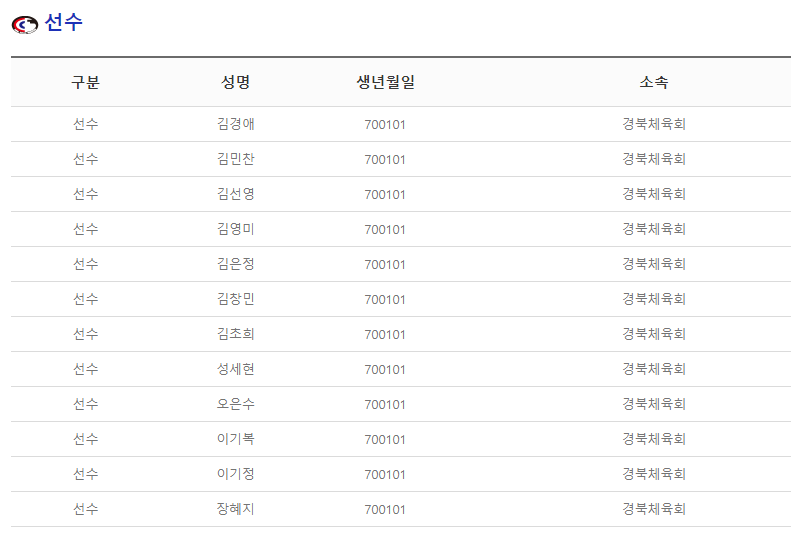 선수
구분 성명 생년월일 소속
선수 김경애 700101 경북체육회
선수 김민찬 700101 경북체육회
선수 김선영 700101 경북체육회
선수 김영미 700101 경북체육회
선수 김은정 700101 경북체육회
선수 김창민 700101 경북체육회
선수 김초희 700101 경북체육회
선수 성세현 700101 경북체육회
선수 오은수 700101 경북체육회
선수 이기복 700101 경북체육회
선수 이기정 700101 경북체육회
선수 장혜지 700101 경북체육회